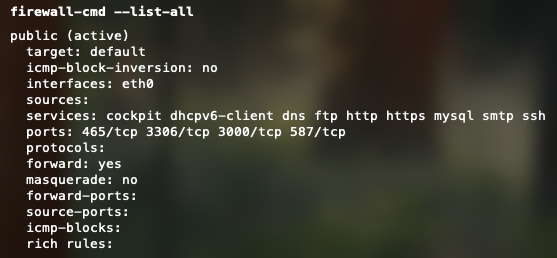 firewall-cmd --list-all
public (active)
target: default
icmp-block-inversion: no
interfaces: eth0
sources:
services: cockpit dhcpv6-client dns ftp http https mysql smtp ssh
ports: 465/tcp 3306/tcp 3000/tcp 587/tcp
protocols:
forward: yes
masquerade: no
forward-ports:
source-ports:
icmp-blocks:
rich rules: